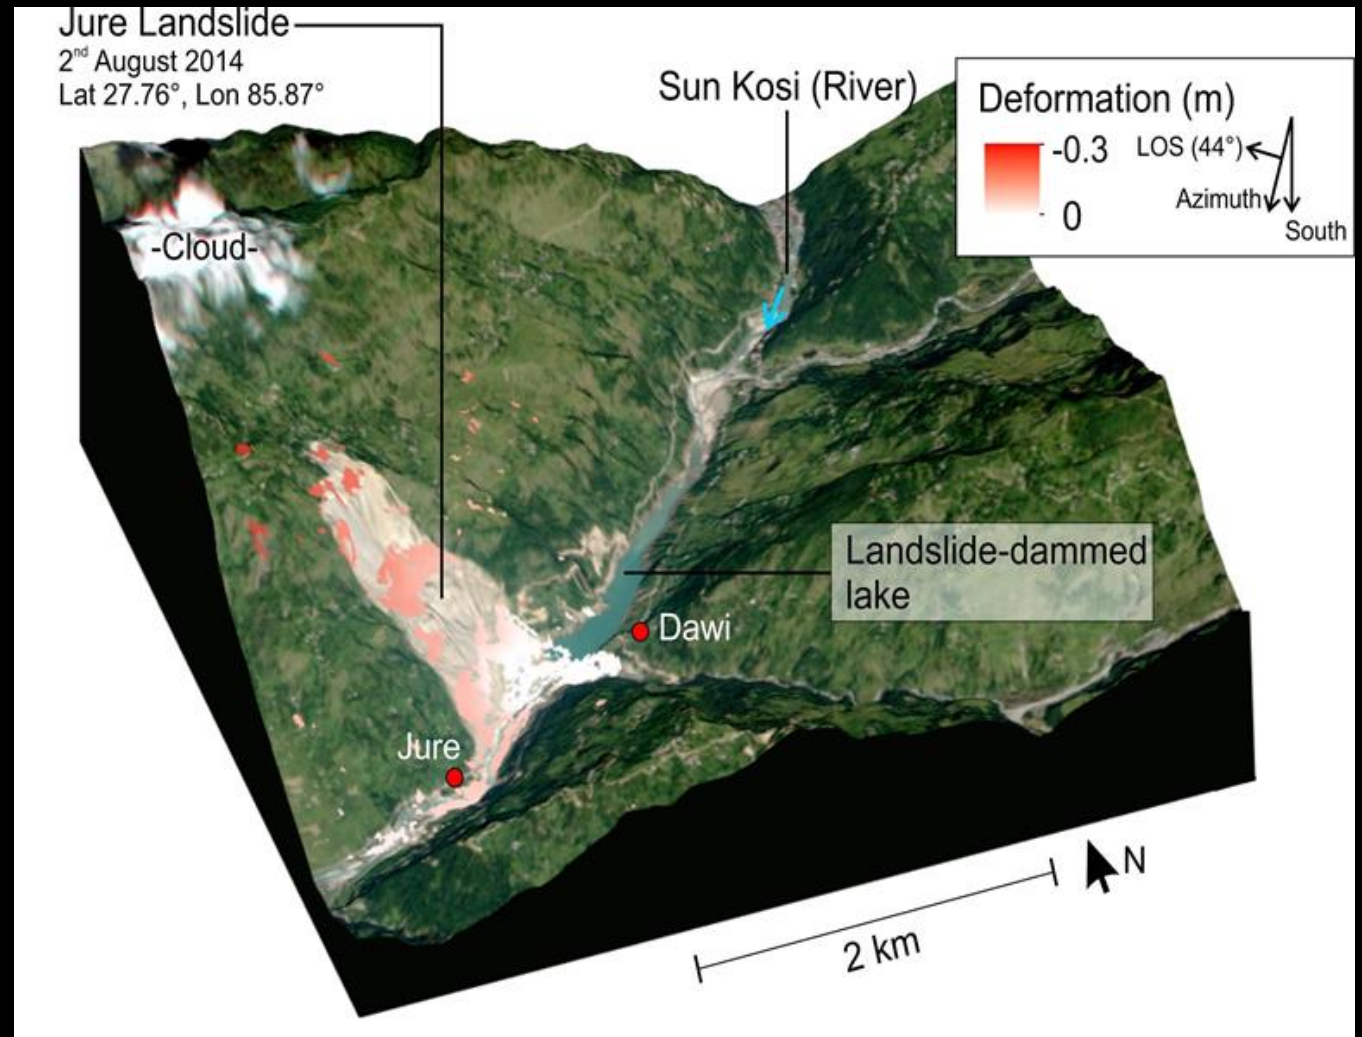 Jure Landslide
2nd August 2014
Lat 27.76°, Lon 85.87°
Sun Kosi (River)
Deformation (m)
-0.3
0
LOS (44°)
Azimuth
South
-Cloud-
Landslide-dammed
lake
Dawi
Jure
N
2 km